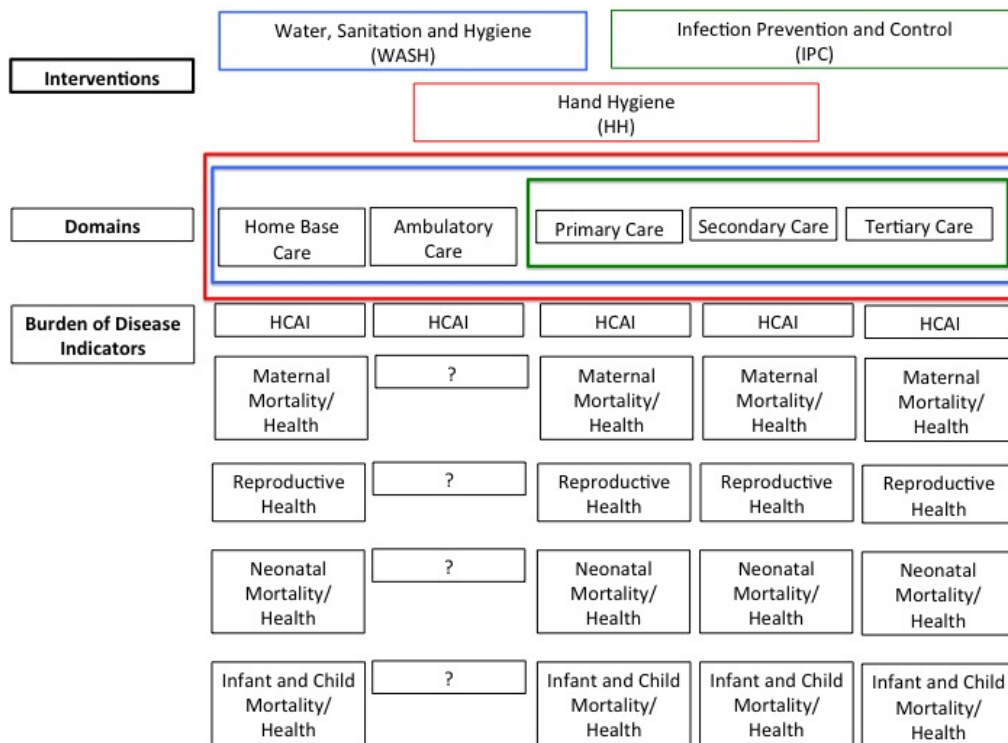 Water, Sanitation and Hygiene
(WASH)
Infection Prevention and Control
(IPC)
Interventions
Hand Hygiene
(HH)
Domains
Home Base
Care
Ambulatory
Care
Primary Care
Secondary Care
Tertiary Care
Burden of Disease
Indicators
HCAI
HCAI
HCAI
HCAI
HCAI
Maternal
Mortality/
Health
?
Maternal
Mortality/
Health
Maternal
Mortality/
Health
Maternal
Mortality/
Health
Reproductive
Health
?
Reproductive
Health
Reproductive
Health
Reproductive
Health
Neonatal
Mortality/
Health
?
Neonatal
Mortality/
Health
Neonatal
Mortality/
Health
Neonatal
Mortality/
Health
Infant and Child
Mortality/
Health
?
Infant and Child
Mortality/
Health
Infant and Child
Mortality/
Health
Infant and Child
Mortality/
Health